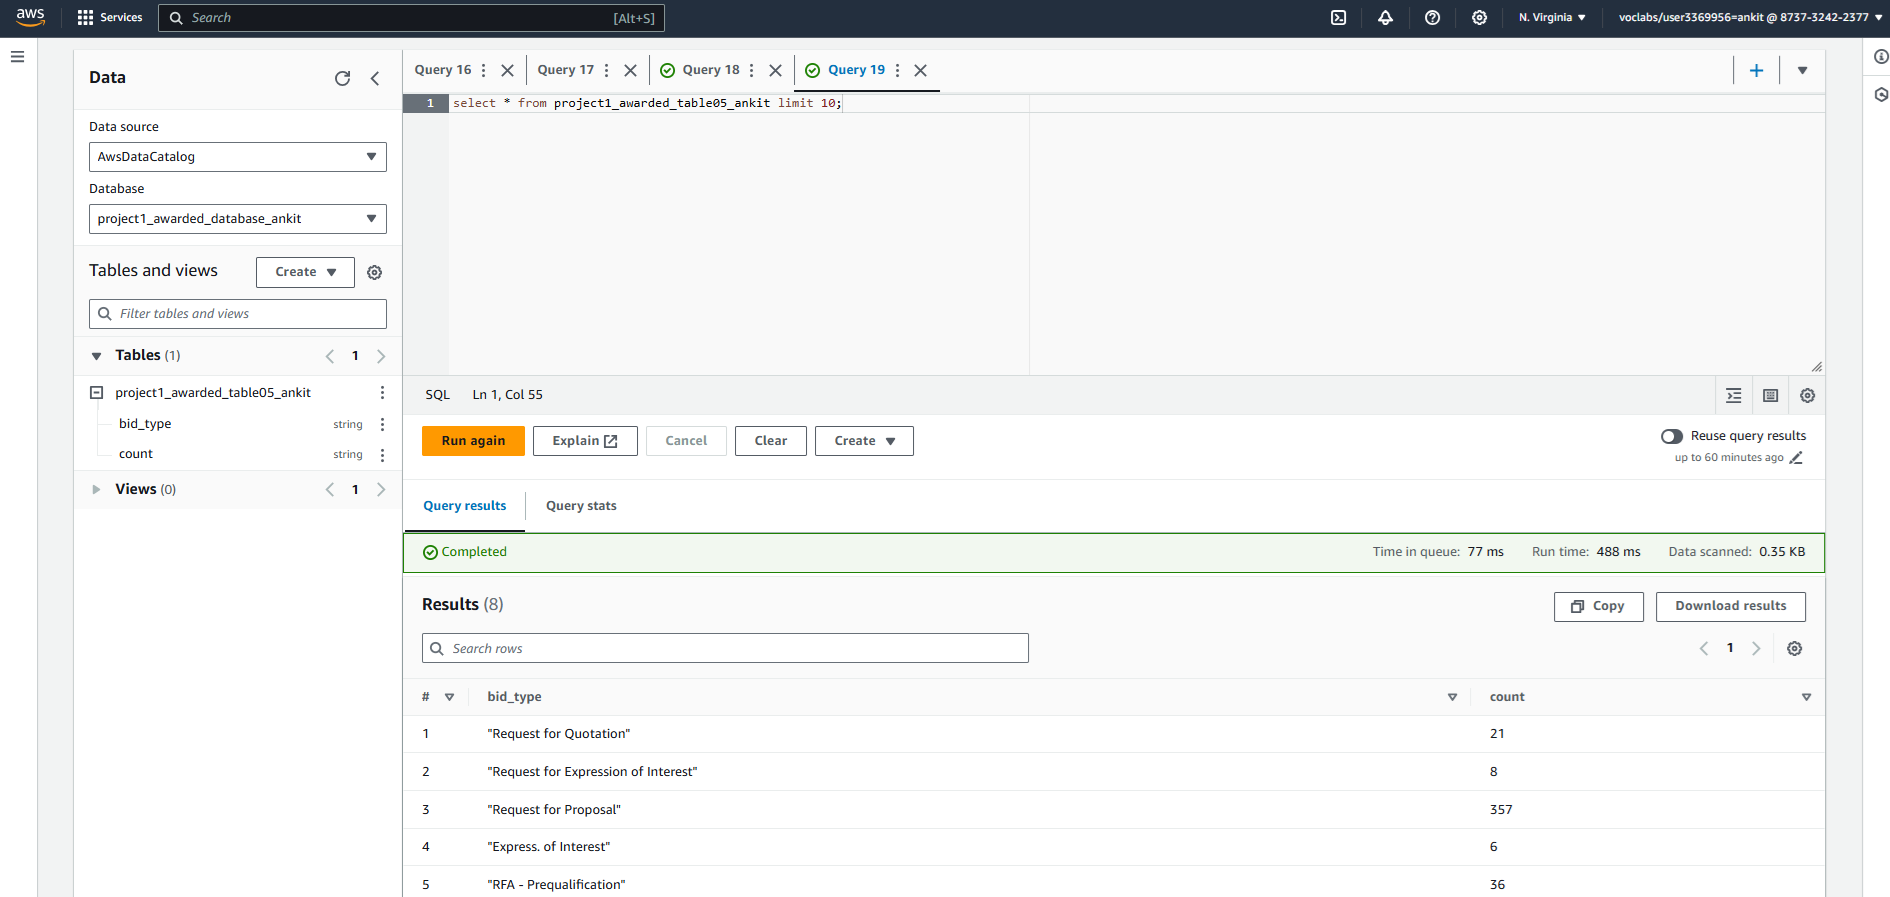 aws Services Search [Alt+S] N. Virginia voclabs/user3369956=ankit @ 8737-3242-2377
Data
Data source
AwsDataCatalog
Database
project1_awarded_database_ankit
Tables and views Create
Filter tables and views
Tables (1) 1
project1_awarded_table05_ankit
bid_type string
count string
Views (0) 1
Query 16 Query 17 Query 18 Query 19
1 select * from project1_awarded_table05_ankit limit 10;
SQL Ln 1, Col 55
Run again Explain Cancel Clear Create Reuse query results
up to 60 minutes ago
Query results Query stats
Completed Time in queue: 77 ms Run time: 488 ms Data scanned: 0.35 KB
Results (8) Copy Download results
Search rows 1
# bid_type count
1 "Request for Quotation" 21
2 "Request for Expression of Interest" 8
3 "Request for Proposal" 357
4 "Express. of Interest" 6
5 "RFA - Prequalification" 36